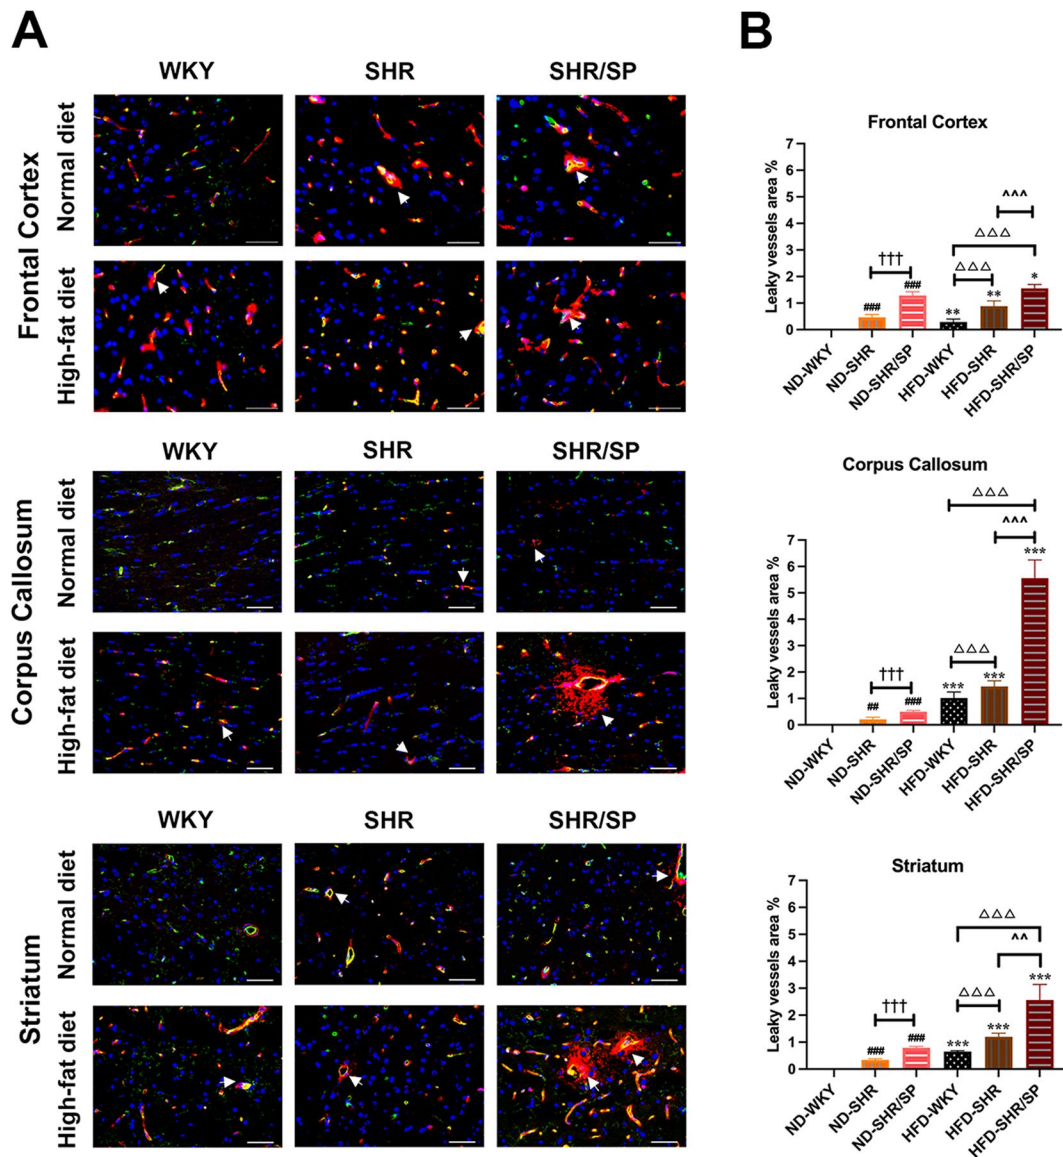 A
WKY SHR SHR/SP
Frontal Cortex
Normal diet
High-fat diet
WKY SHR SHR/SP
Corpus Callosum
Normal diet
High-fat diet
WKY SHR SHR/SP
Striatum
Normal diet
High-fat diet
B
Frontal Cortex
Leaky vessels area %
7
6
5
4
3
2
1
0
^^^
△△△
††† △△△
### ### ** ** *
ND-WKY ND-SHR ND-SHR/SP HFD-WKY HFD-SHR HFD-SHR/SP
Corpus Callosum
Leaky vessels area %
7
6
5
4
3
2
1
0
△△△
^^^
***
††† △△△
## ### *** ***
ND-WKY ND-SHR ND-SHR/SP HFD-WKY HFD-SHR HFD-SHR/SP
Striatum
Leaky vessels area %
7
6
5
4
3
2
1
0
△△△
^^
***
††† △△△
### ### *** ***
ND-WKY ND-SHR ND-SHR/SP HFD-WKY HFD-SHR HFD-SHR/SP